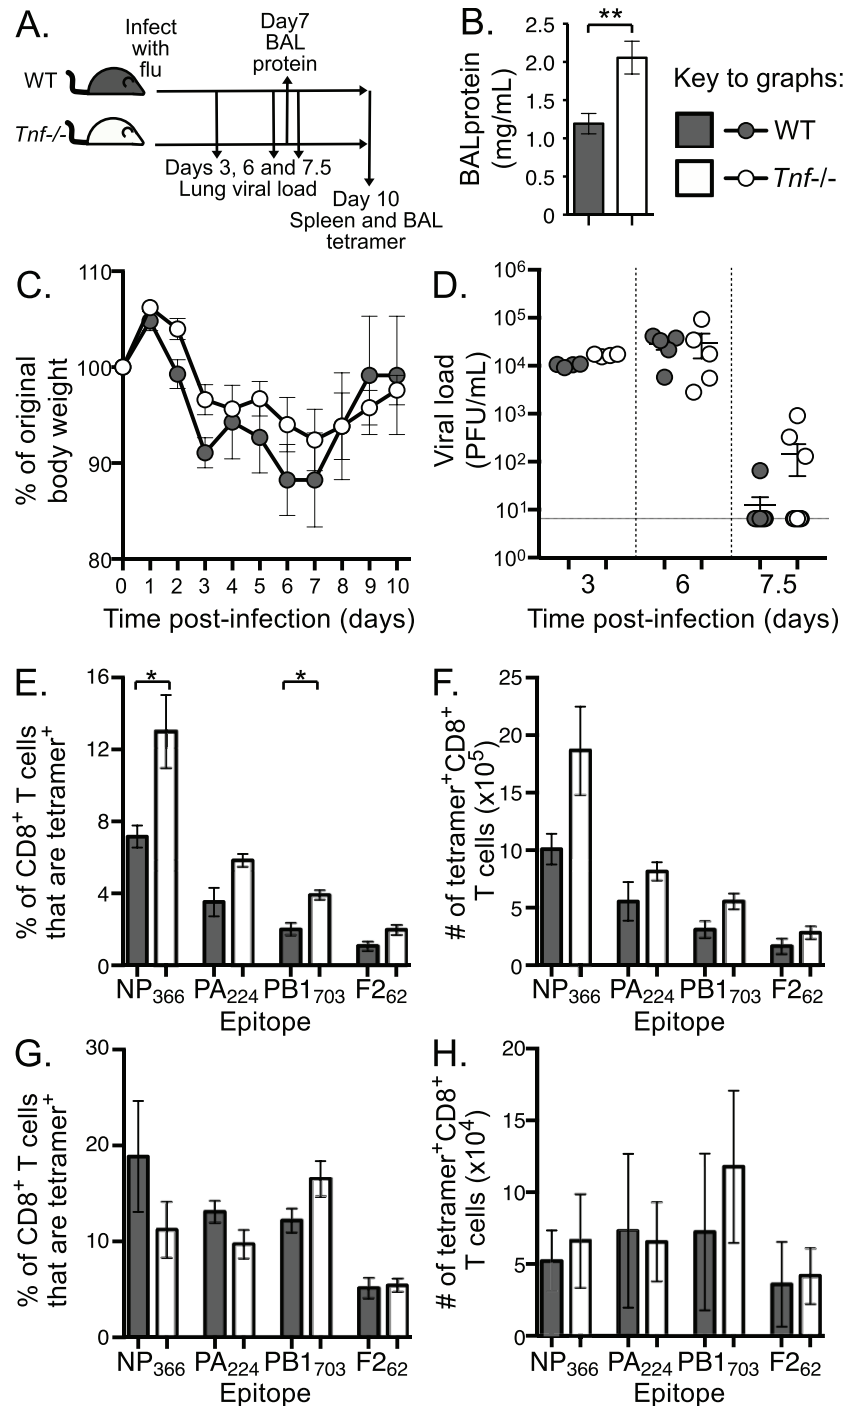 A.
Infect
with
flu
Day7
BAL
protein
WT
Tnf-/-
Days 3, 6 and 7.5
Lung viral load
Day 10
Spleen and BAL
tetramer
B.
**
BALprotein
(mg/mL)
2.5
2.0
1.5
1.0
0.5
0
Key to graphs:
WT
Tnf-/-
C.
% of original
body weight
110
100
90
80
0 1 2 3 4 5 6 7 8 9 10
Time post-infection (days)
D.
Viral load
(PFU/mL)
10⁶
10⁵
10⁴
10³
10²
10¹
10⁰
3 6 7.5
Time post-infection (days)
E.
% of CD8⁺ T cells
that are tetramer⁺
16
12
8
4
0
* *
NP₃₆₆ PA₂₂₄ PB1₇₀₃ F2₆₂
Epitope
F.
# of tetramer⁺CD8⁺
T cells (x10⁵)
25
20
15
10
5
0
NP₃₆₆ PA₂₂₄ PB1₇₀₃ F2₆₂
Epitope
G.
% of CD8⁺ T cells
that are tetramer⁺
30
20
10
0
NP₃₆₆ PA₂₂₄ PB1₇₀₃ F2₆₂
Epitope
H.
# of tetramer⁺CD8⁺
T cells (x10⁴)
20
15
10
5
0
NP₃₆₆ PA₂₂₄ PB1₇₀₃ F2₆₂
Epitope